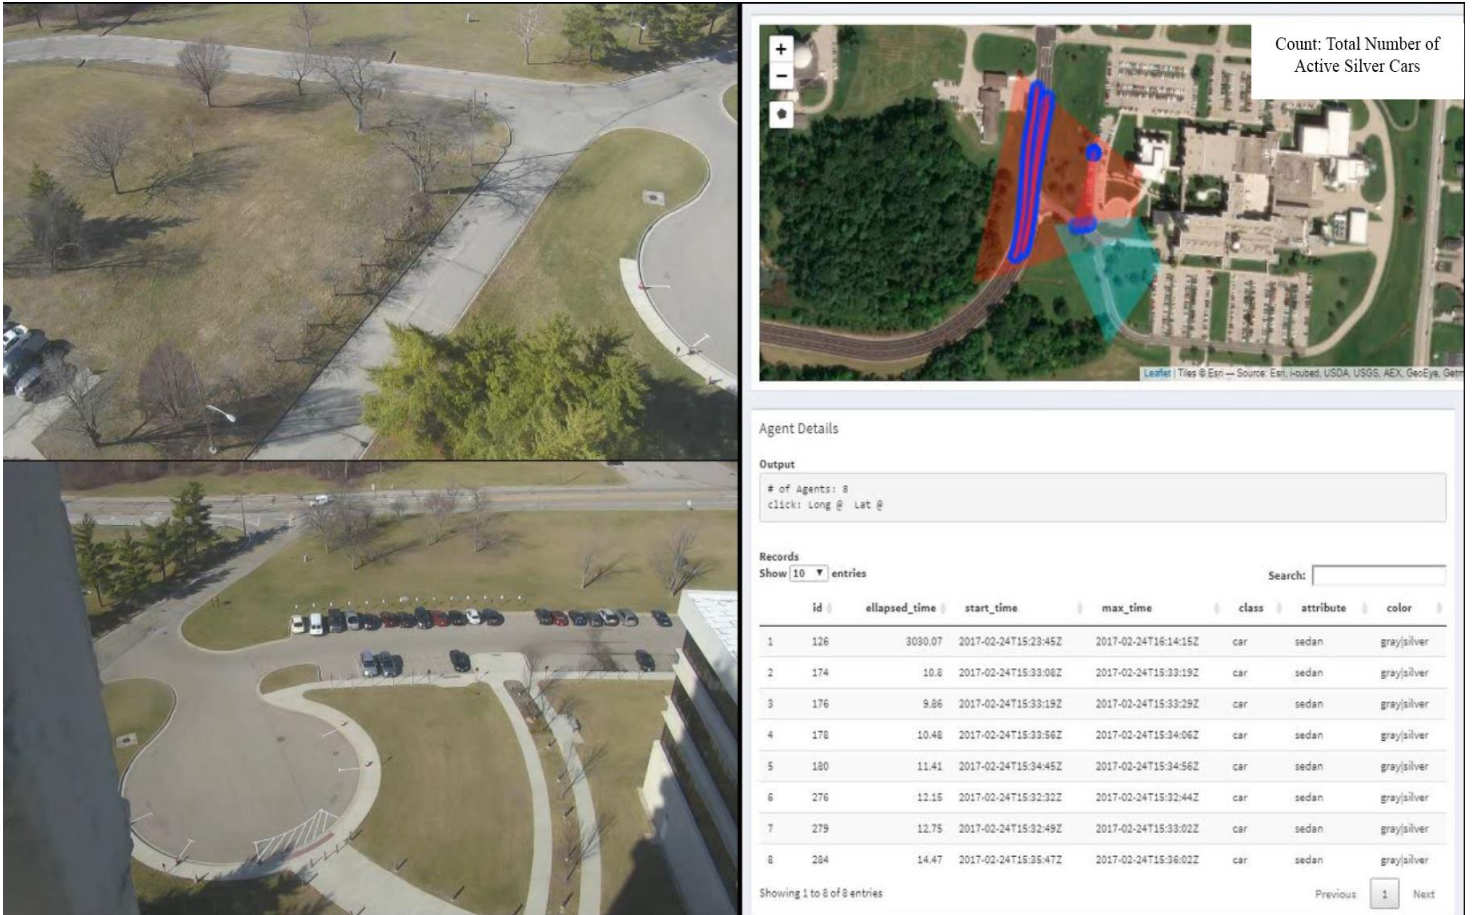 +
−
Count: Total Number of
Active Silver Cars
Leaflet | Tiles © Esri — Source: Esri, i-cubed, USDA, USGS, AEX, GeoEye, Getm
Agent Details
Output
# of Agents: 8
click: Long @ Lat @
Records
Show 10 entries
Search:
id ellapsed_time start_time max_time class attribute color
1 126 3030.07 2017-02-24T15:23:45Z 2017-02-24T16:14:15Z car sedan gray|silver
2 174 10.8 2017-02-24T15:33:08Z 2017-02-24T15:33:19Z car sedan gray|silver
3 176 9.86 2017-02-24T15:33:19Z 2017-02-24T15:33:29Z car sedan gray|silver
4 178 10.48 2017-02-24T15:33:56Z 2017-02-24T15:34:06Z car sedan gray|silver
5 180 11.41 2017-02-24T15:34:45Z 2017-02-24T15:34:56Z car sedan gray|silver
6 276 12.15 2017-02-24T15:32:32Z 2017-02-24T15:32:44Z car sedan gray|silver
7 279 12.75 2017-02-24T15:32:49Z 2017-02-24T15:33:02Z car sedan gray|silver
8 284 14.47 2017-02-24T15:35:47Z 2017-02-24T15:36:02Z car sedan gray|silver
Showing 1 to 8 of 8 entries
Previous 1 Next